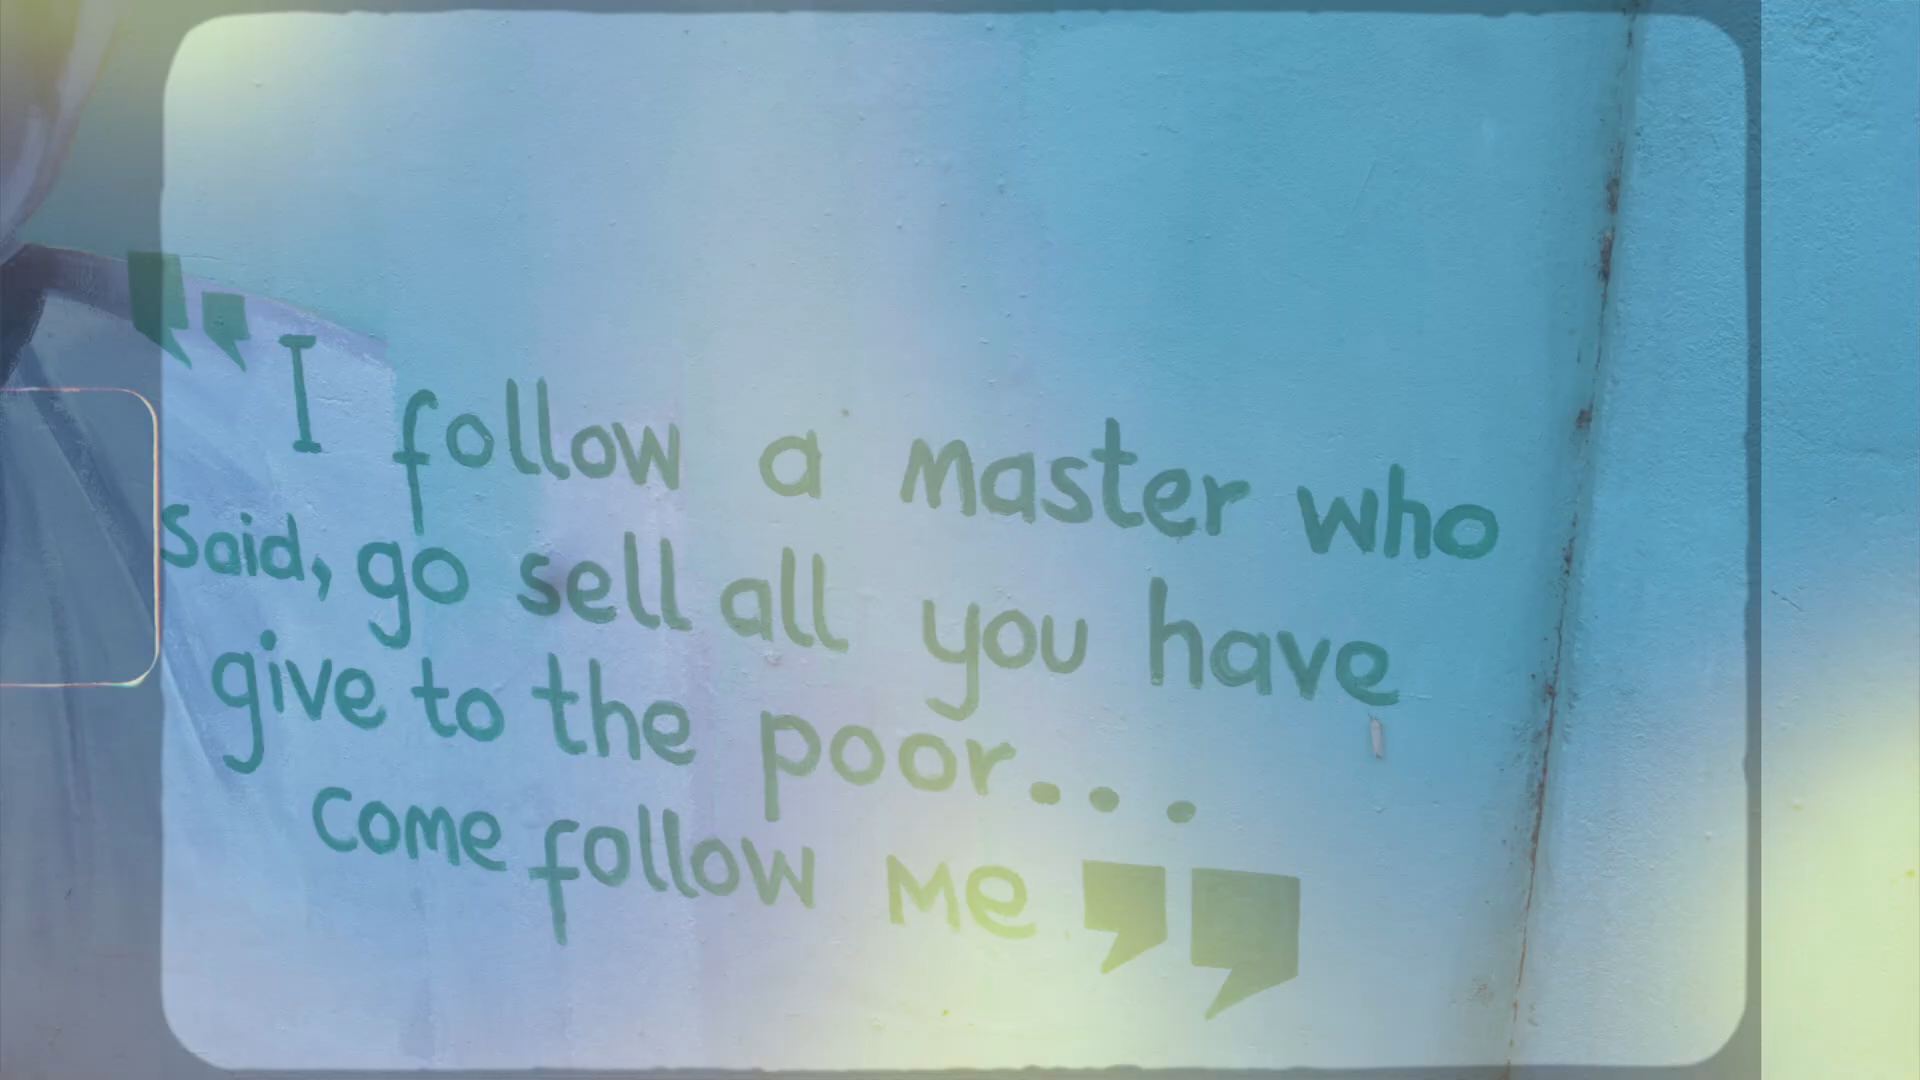 "I follow a master who
Said, go sell all you have
give to the poor...
come follow me"